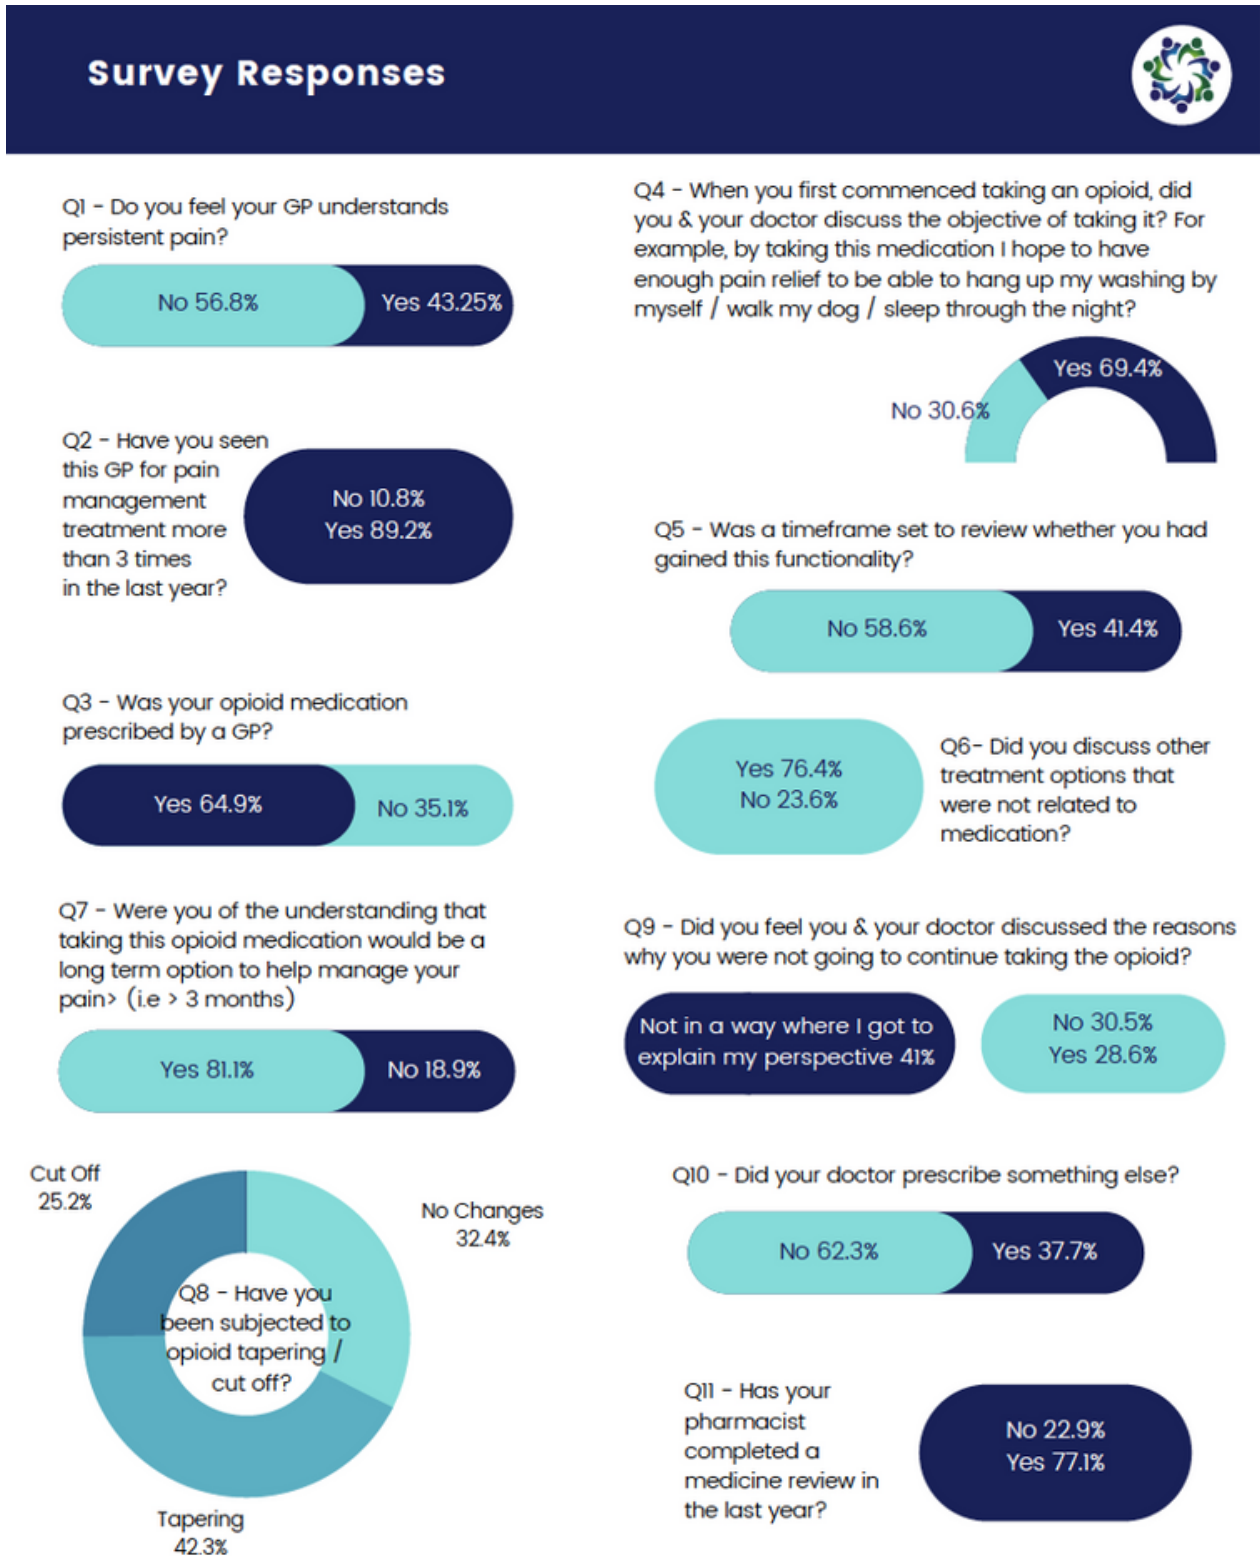 Survey Responses
Q1 - Do you feel your GP understands
persistent pain?
No 56.8%
Yes 43.25%
Q2 - Have you seen
this GP for pain
management
treatment more
than 3 times
in the last year?
No 10.8%
Yes 89.2%
Q3 - Was your opioid medication
prescribed by a GP?
Yes 64.9%
No 35.1%
Q4 - When you first commenced taking an opioid, did
you & your doctor discuss the objective of taking it? For
example, by taking this medication I hope to have
enough pain relief to be able to hang up my washing by
myself / walk my dog / sleep through the night?
Yes 69.4%
No 30.6%
Q5 - Was a timeframe set to review whether you had
gained this functionality?
No 58.6%
Yes 41.4%
Yes 76.4%
No 23.6%
Q6- Did you discuss other
treatment options that
were not related to
medication?
Q7 - Were you of the understanding that
taking this opioid medication would be a
long term option to help manage your
pain> (i.e > 3 months)
Yes 81.1%
No 18.9%
Cut Off
25.2%
No Changes
32.4%
Q8 - Have you
been subjected to
opioid tapering /
cut off?
Tapering
42.3%
Q9 - Did you feel you & your doctor discussed the reasons
why you were not going to continue taking the opioid?
Not in a way where I got to
explain my perspective 41%
No 30.5%
Yes 28.6%
Q10 - Did your doctor prescribe something else?
No 62.3%
Yes 37.7%
Q11 - Has your
pharmacist
completed a
medicine review in
the last year?
No 22.9%
Yes 77.1%